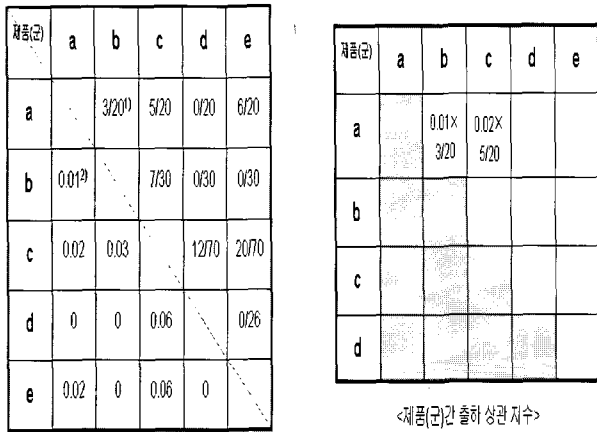 제품(군) a b c d e
a 3/20¹⁾ 5/20 0/20 6/20
b 0.01²⁾ 7/30 0/30 0/30
c 0.02 0.03 12/70 20/70
d 0 0 0.06 0/26
e 0.02 0 0.06 0
제품(군) a b c d e
a 0.01× 0.02×
3/20 5/20
b
c
d
<제품(군)간 출하 상관 지수>